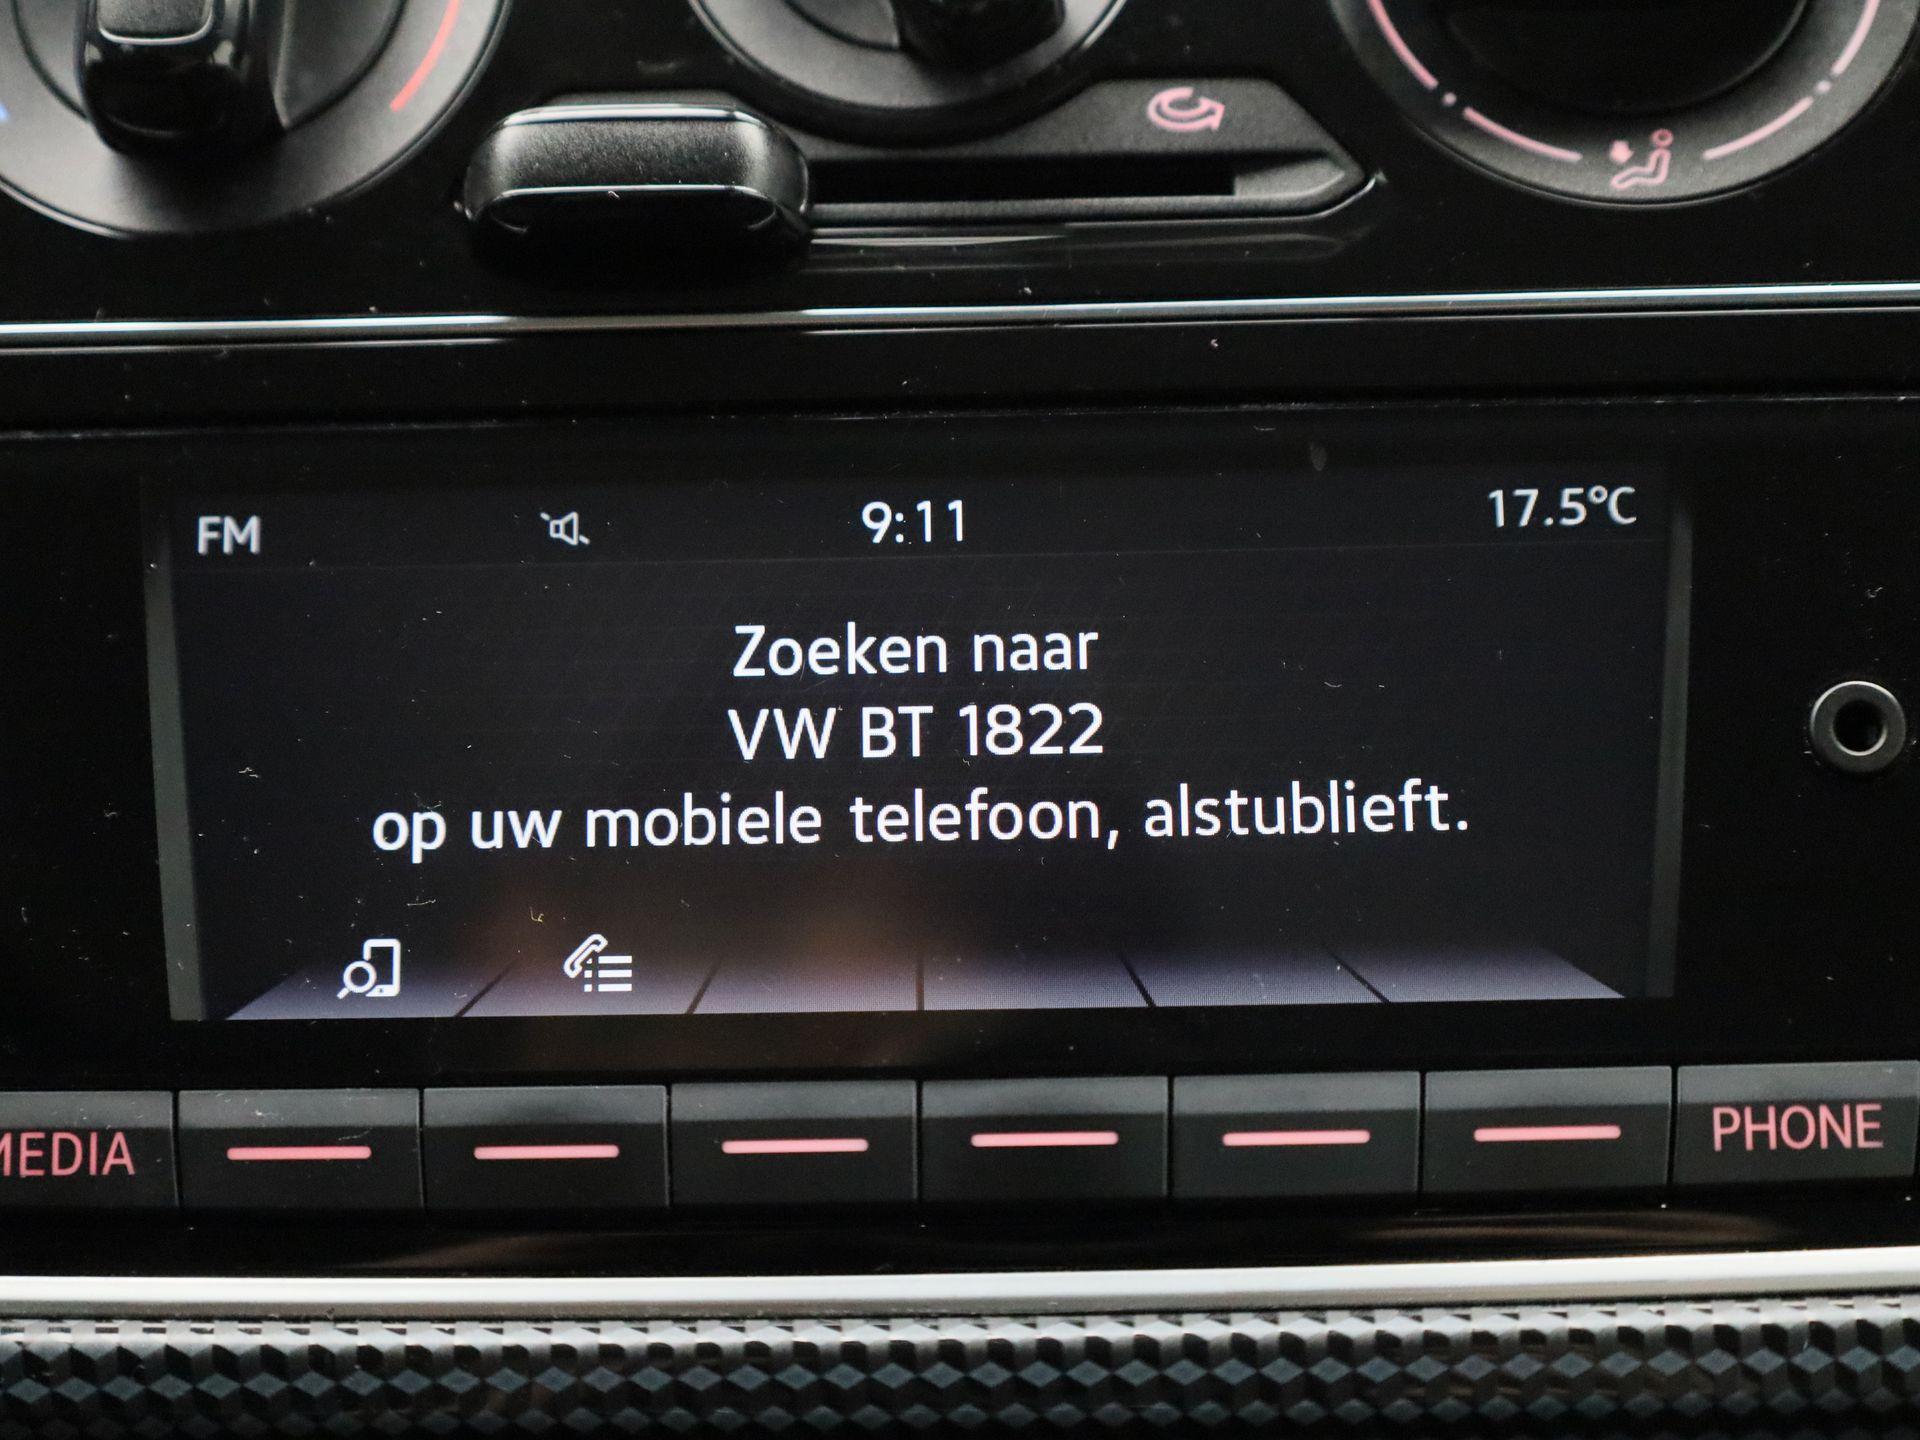 FM 9:11 17.5°C
Zoeken naar
VW BT 1822
op uw mobiele telefoon, alstublieft.
MEDIA PHONE